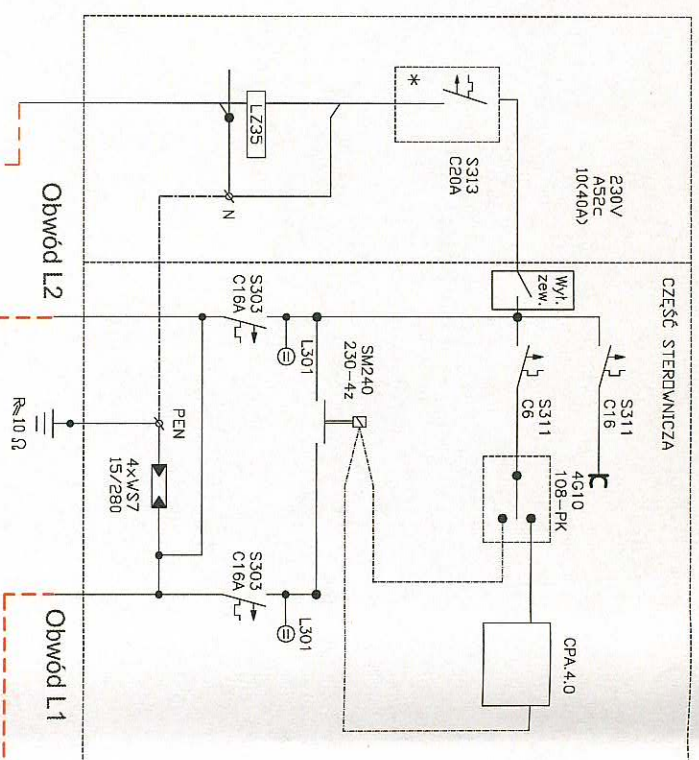 CZĘŚĆ STEROWNICZA
230V
A52c
10(40A)
S311
C16
S311
C6
4G10
108-PK
CPA.4.0
Wył.
zew.
S313
C20A
*
SM240
230-4z
L301
S303
C16A
L301
S303
C16A
LZ35
N
PEN
4xWS7
15/280
10 Ω
Obwód L2
Obwód L1